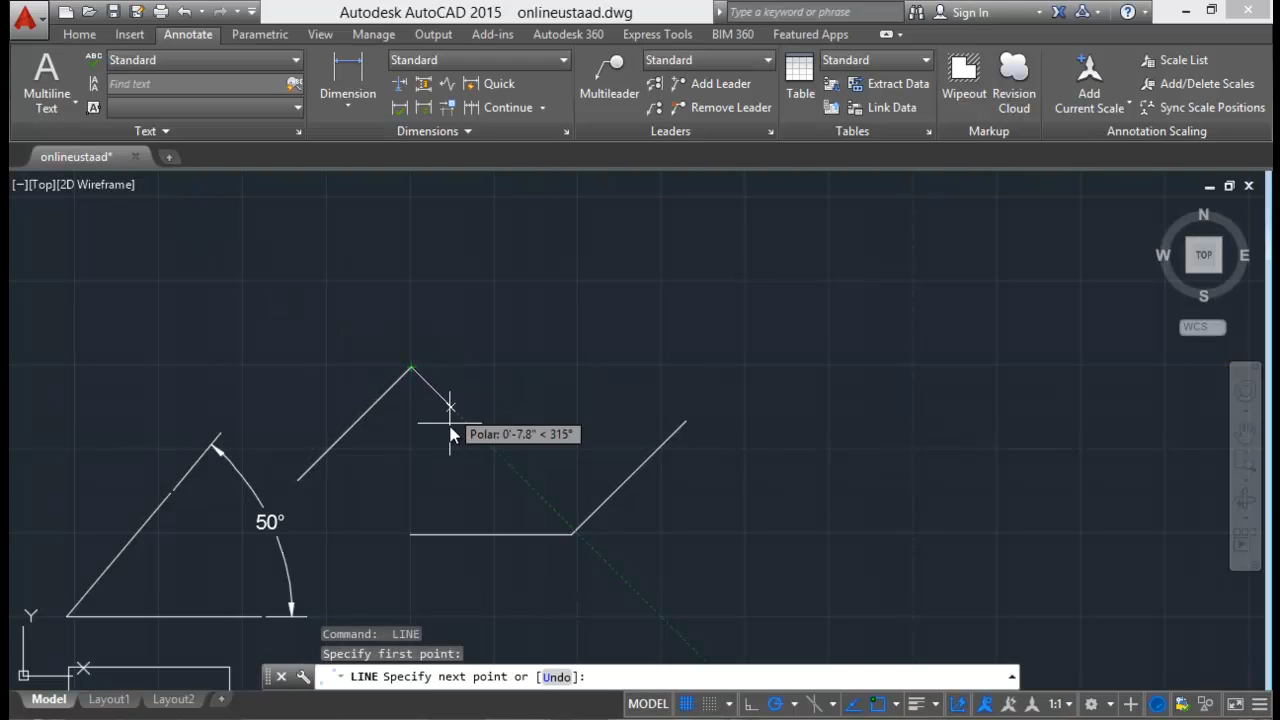 Autodesk AutoCAD 2015 onlineustaad.dwg Type a keyword or phrase Sign In
Home Insert Annotate Parametric View Manage Output Add-ins Autodesk 360 Express Tools BIM 360 Featured Apps
Multiline Text
ABC Standard
Find text
Text
Dimension
Standard
Quick
Continue
Dimensions
Multileader
Standard
Add Leader
Remove Leader
Leaders
Table
Standard
Extract Data
Link Data
Tables
Wipeout
Revision Cloud
Markup
Add Current Scale
Scale List
Add/Delete Scales
Sync Scale Positions
Annotation Scaling
onlineustaad*
[−][Top][2D Wireframe]
N
W TOP E
S
WCS
Polar: 0'-7.8" < 315°
50°
Y
X
Command: LINE
Specify first point:
LINE Specify next point or [Undo]:
Model Layout1 Layout2 MODEL 1:1